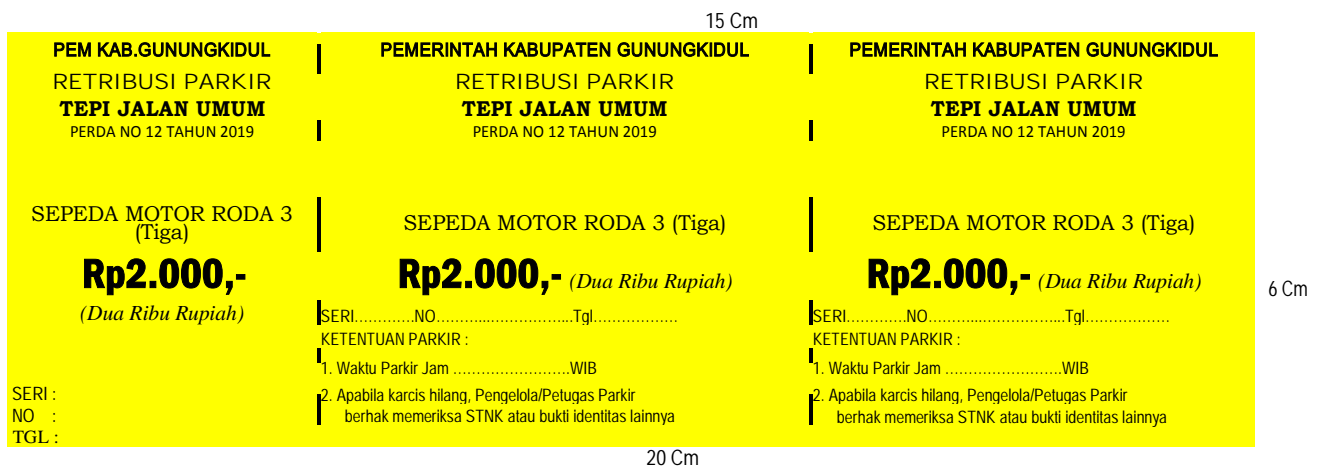 15 Cm
PEM KAB.GUNUNGKIDUL
RETRIBUSI PARKIR
TEPI JALAN UMUM
PERDA NO 12 TAHUN 2019
SEPEDA MOTOR RODA 3
(Tiga)
Rp2.000,-
(Dua Ribu Rupiah)
SERI :
NO :
TGL :
PEMERINTAH KABUPATEN GUNUNGKIDUL
RETRIBUSI PARKIR
TEPI JALAN UMUM
PERDA NO 12 TAHUN 2019
SEPEDA MOTOR RODA 3 (Tiga)
Rp2.000,- (Dua Ribu Rupiah)
SERI............NO..............................Tgl..................
KETENTUAN PARKIR :
1. Waktu Parkir Jam .........................WIB
2. Apabila karcis hilang, Pengelola/Petugas Parkir
berhak memeriksa STNK atau bukti identitas lainnya
PEMERINTAH KABUPATEN GUNUNGKIDUL
RETRIBUSI PARKIR
TEPI JALAN UMUM
PERDA NO 12 TAHUN 2019
SEPEDA MOTOR RODA 3 (Tiga)
Rp2.000,- (Dua Ribu Rupiah)
SERI............NO..............................Tgl..................
KETENTUAN PARKIR :
1. Waktu Parkir Jam .........................WIB
2. Apabila karcis hilang, Pengelola/Petugas Parkir
berhak memeriksa STNK atau bukti identitas lainnya
6 Cm
20 Cm